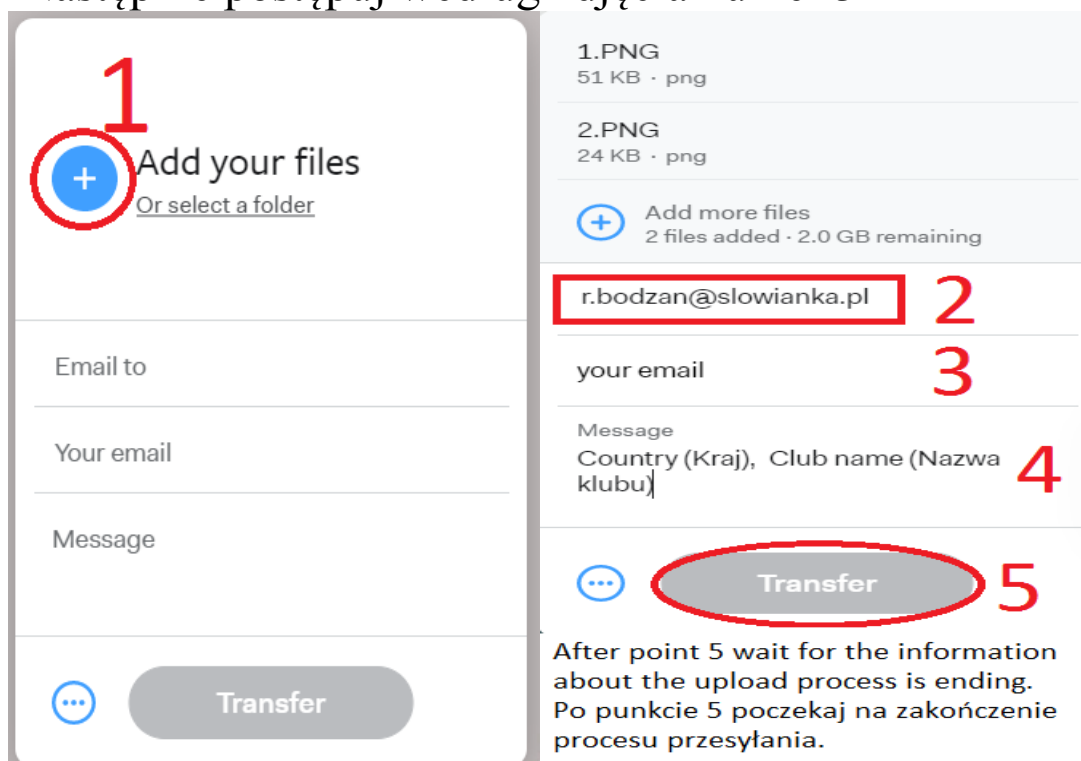 1
Add your files
Or select a folder
Email to
Your email
Message
Transfer
1.PNG
51 KB · png
2.PNG
24 KB · png
Add more files
2 files added · 2.0 GB remaining
r.bodzan@slowianka.pl 2
your email 3
Message
Country (Kraj), Club name (Nazwa
klubu) 4
Transfer 5
After point 5 wait for the information
about the upload process is ending.
Po punkcie 5 poczekaj na zakończenie
procesu przesyłania.